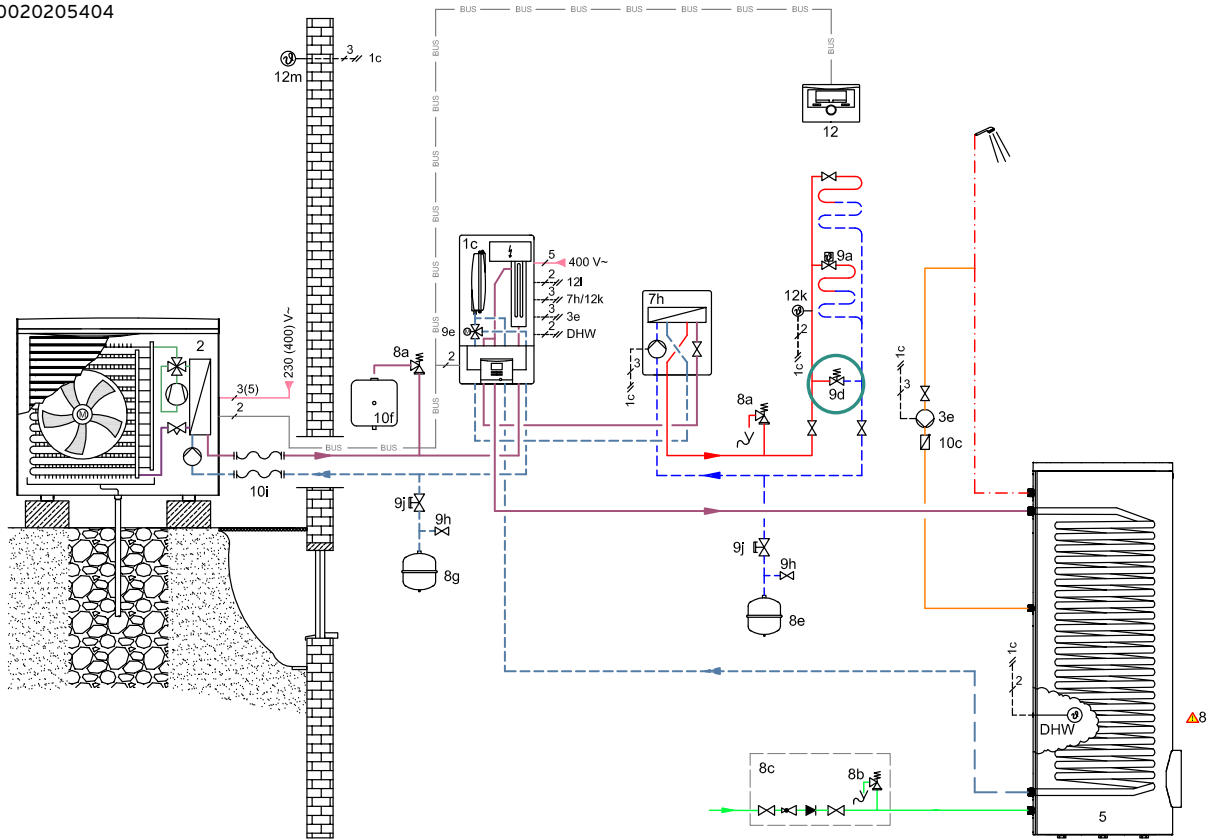 0020205404
BUS BUS BUS BUS BUS BUS BUS
BUS
BUS
BUS
BUS
BUS
BUS
BUS
3
1c
12m
12
1c
5
400 V~
2
12l
3
7h/12k
3
3e
2
DHW
9e
M
2
7h
3
1c
12k
2
1c
9a
9d
2
M
230 (400) V~
3(5)
2
8a
10f
BUS BUS
10i
9j
9h
8g
8a
9j
9h
8e
1c
3
3e
10c
1c
2
DHW
8
5
8c
8b